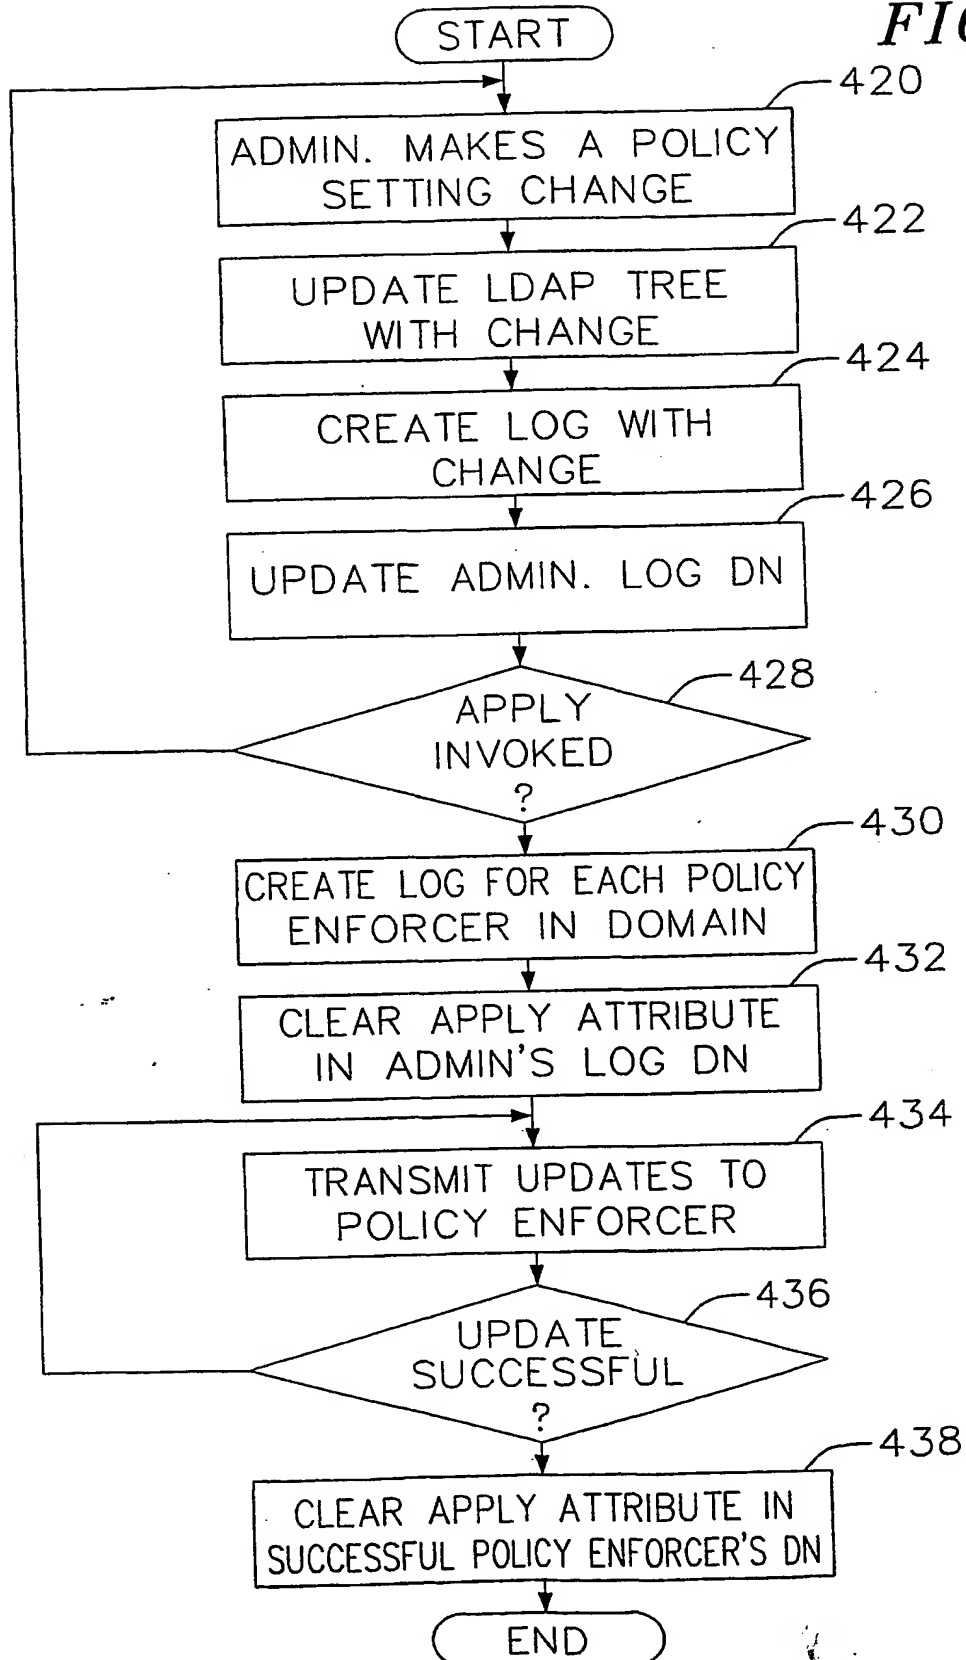 START
420
ADMIN. MAKES A POLICY
SETTING CHANGE
422
UPDATE LDAP TREE
WITH CHANGE
424
CREATE LOG WITH
CHANGE
426
UPDATE ADMIN. LOG DN
428
APPLY
INVOKED
?
430
CREATE LOG FOR EACH POLICY
ENFORCER IN DOMAIN
432
CLEAR APPLY ATTRIBUTE
IN ADMIN'S LOG DN
434
TRANSMIT UPDATES TO
POLICY ENFORCER
436
UPDATE
SUCCESSFUL
?
438
CLEAR APPLY ATTRIBUTE IN
SUCCESSFUL POLICY ENFORCER'S DN
END